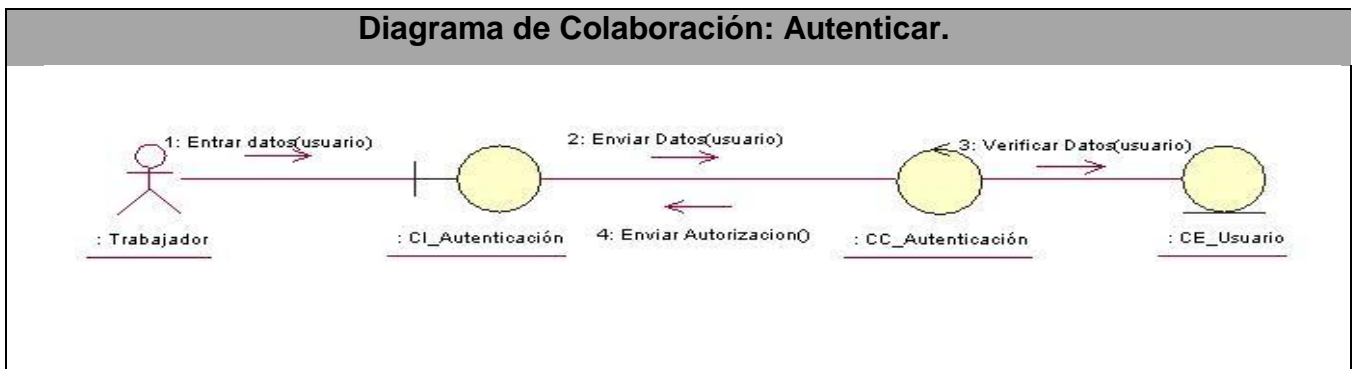 Diagrama de Colaboración: Autenticar.
1: Entrar datos(usuario)
2: Enviar Datos(usuario)
3: Verificar Datos(usuario)
4: Enviar Autorizacion()
: Trabajador
: CI_Autenticación
: CC_Autenticación
: CE_Usuario